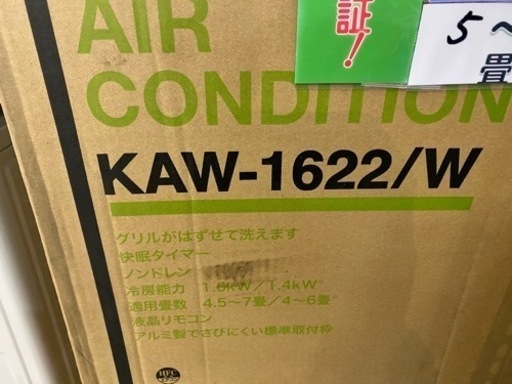 AIR
証!
5〜
畳
CONDITION
KAW-1622/W
グリルがはずせて洗えます
快眠タイマー
ノンドレン
冷房能力 1.6kW/1.4kW
適用畳数 4.5〜7畳/4〜6畳
液晶リモコン
アルミ製でさびにくい標準取付枠
HFC